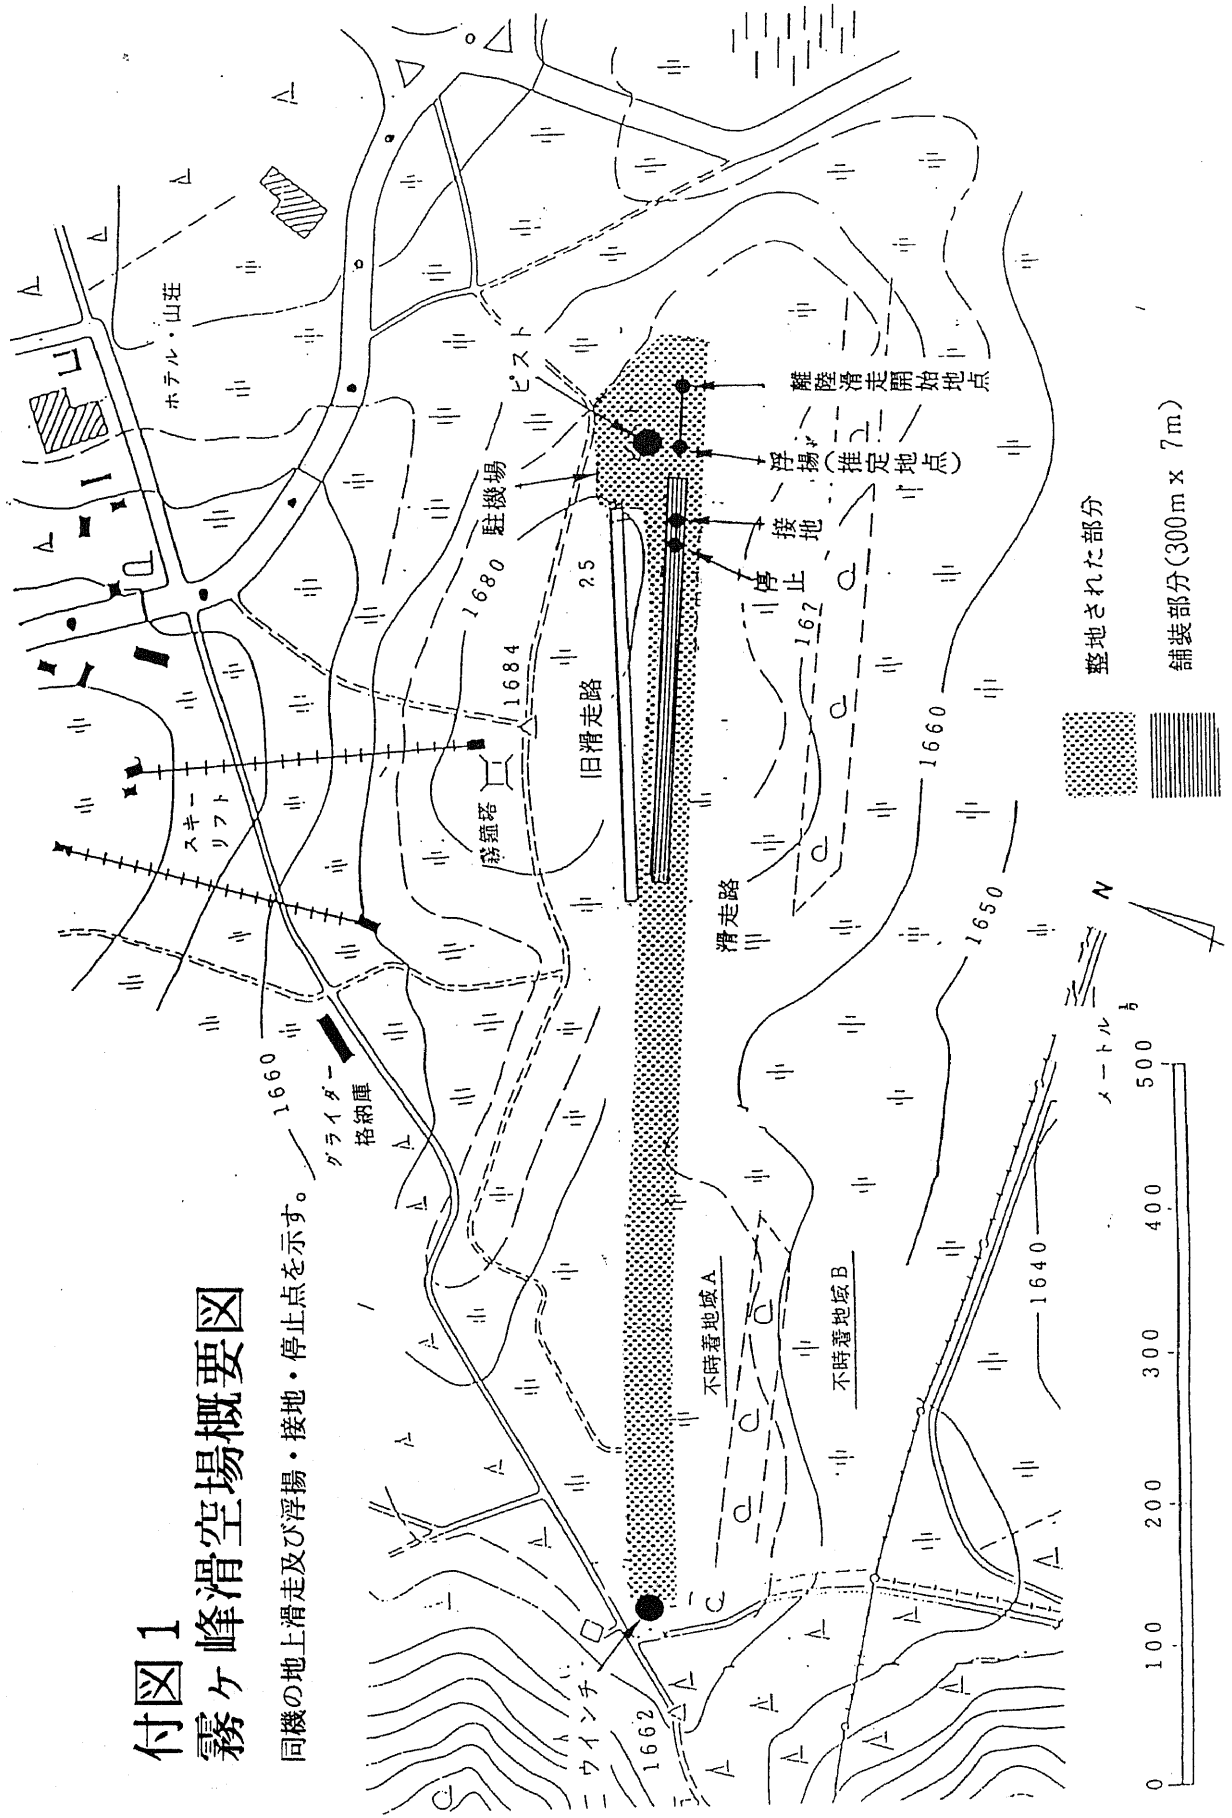 付図1
霧ヶ峰滑空場概要図
同機の地上滑走及び浮揚・接地・停止点を示す。
ホテル・山荘
スキー
リフト
グライダー
格納庫
1660
1680
1684
霧鐘塔
駐機場
ピスト
25
旧滑走路
滑走路
離陸滑走開始地点
浮揚(推定地点)
接地
停止
1660
1650
1640
不時着地域A
不時着地域B
ウインチ
1662
N
メートル
0 100 200 300 400 500
整地された部分
舗装部分(300m x 7m)